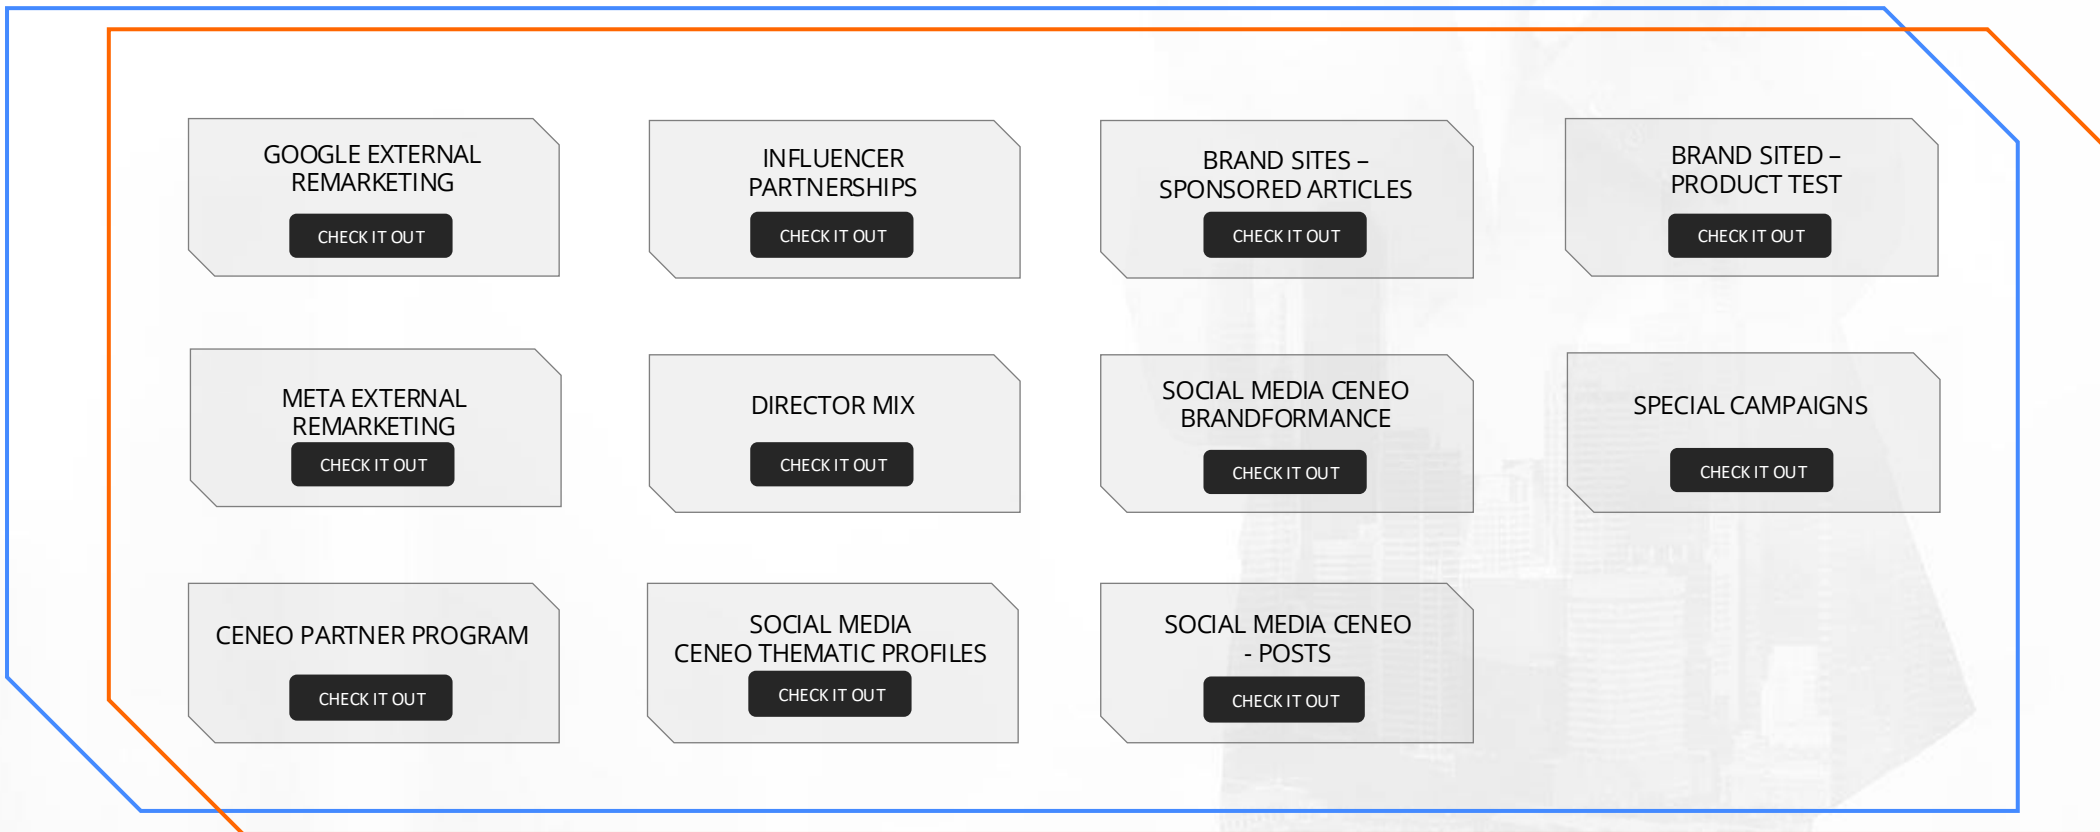 GOOGLE EXTERNAL
REMARKETING
CHECK IT OUT
INFLUENCER
PARTNERSHIPS
CHECK IT OUT
BRAND SITES –
SPONSORED ARTICLES
CHECK IT OUT
BRAND SITED –
PRODUCT TEST
CHECK IT OUT
META EXTERNAL
REMARKETING
CHECK IT OUT
DIRECTOR MIX
CHECK IT OUT
SOCIAL MEDIA CENEO
BRANDFORMANCE
CHECK IT OUT
SPECIAL CAMPAIGNS
CHECK IT OUT
CENEO PARTNER PROGRAM
CHECK IT OUT
SOCIAL MEDIA
CENEO THEMATIC PROFILES
CHECK IT OUT
SOCIAL MEDIA CENEO
- POSTS
CHECK IT OUT